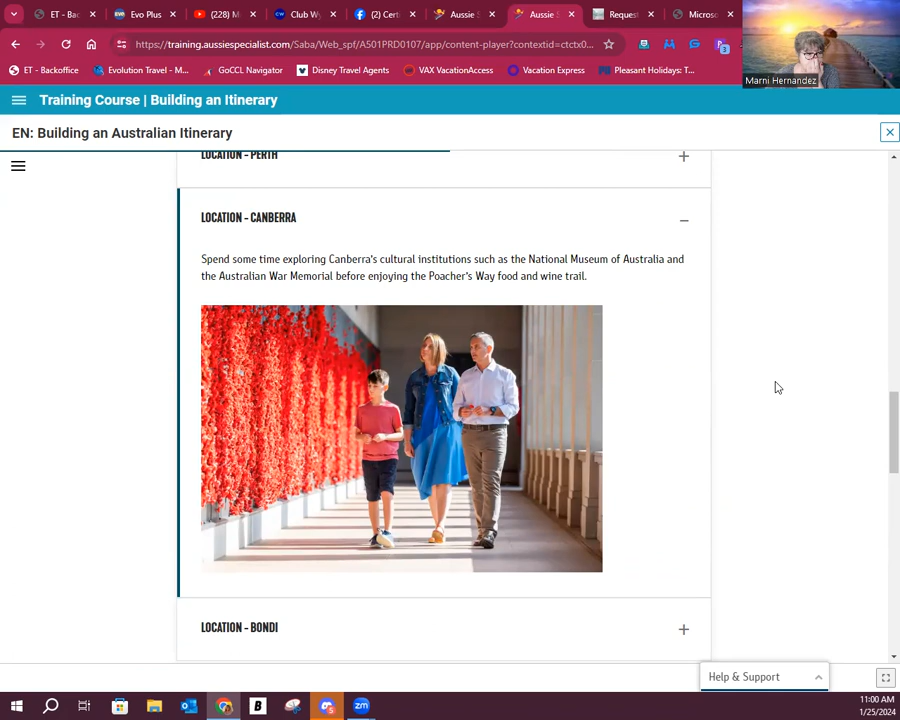 ET - Bac
Evo Plus
(228) M
Club W
(2) Cert
Aussie S
Aussie S
Request
Microso
https://training.aussiespecialist.com/Saba/Web_spf/A501PRD0107/app/content-player?contextid=ctctx0...
3
ET - Backoffice
Evolution Travel - M...
GoCCL Navigator
Disney Travel Agents
VAX VacationAccess
Vacation Express
Pleasant Holidays: T...
Marni Hernandez
Training Course | Building an Itinerary
EN: Building an Australian Itinerary
LOCATION - PERTH
LOCATION - CANBERRA
Spend some time exploring Canberra's cultural institutions such as the National Museum of Australia and
the Australian War Memorial before enjoying the Poacher's Way food and wine trail.
LOCATION - BONDI
Help & Support
11:00 AM
1/25/2024